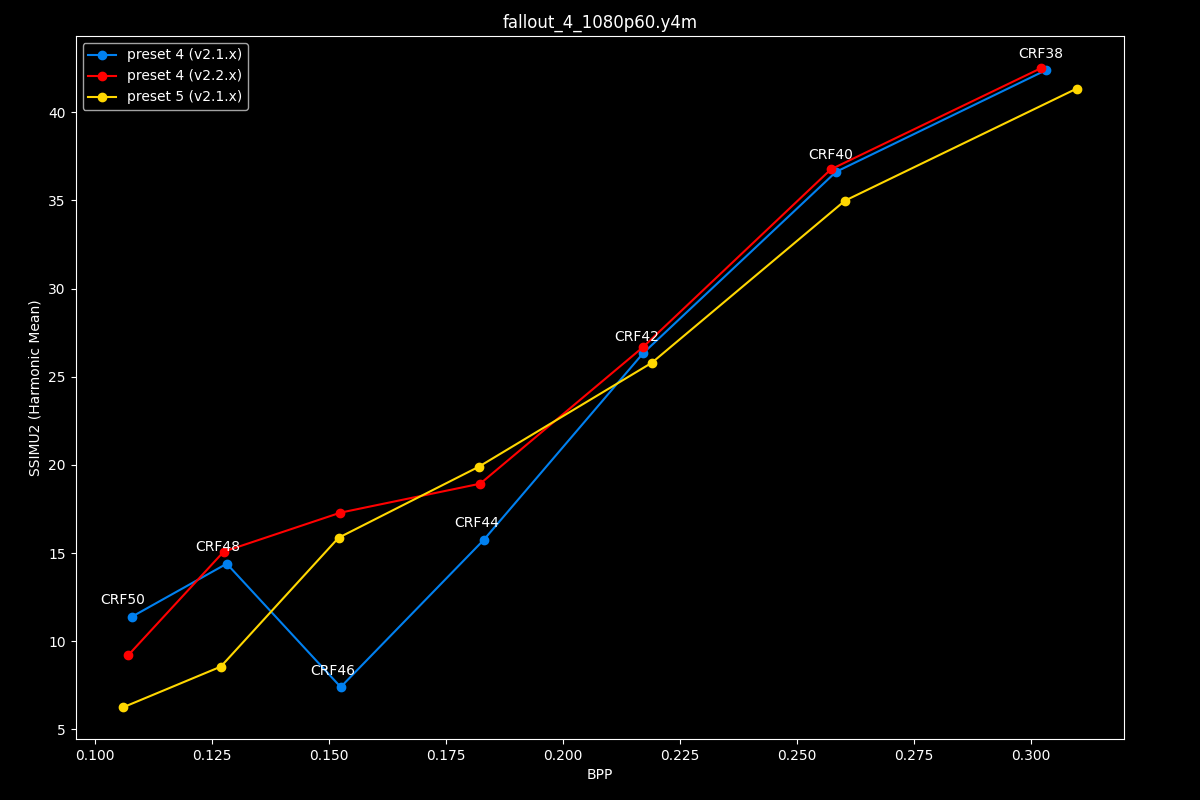 fallout_4_1080p60.y4m
preset 4 (v2.1.x)
preset 4 (v2.2.x)
preset 5 (v2.1.x)
CRF38
CRF40
CRF42
CRF44
CRF46
CRF48
CRF50
SSIMU2 (Harmonic Mean)
40
35
30
25
20
15
10
5
0.100 0.125 0.150 0.175 0.200 0.225 0.250 0.275 0.300
BPP